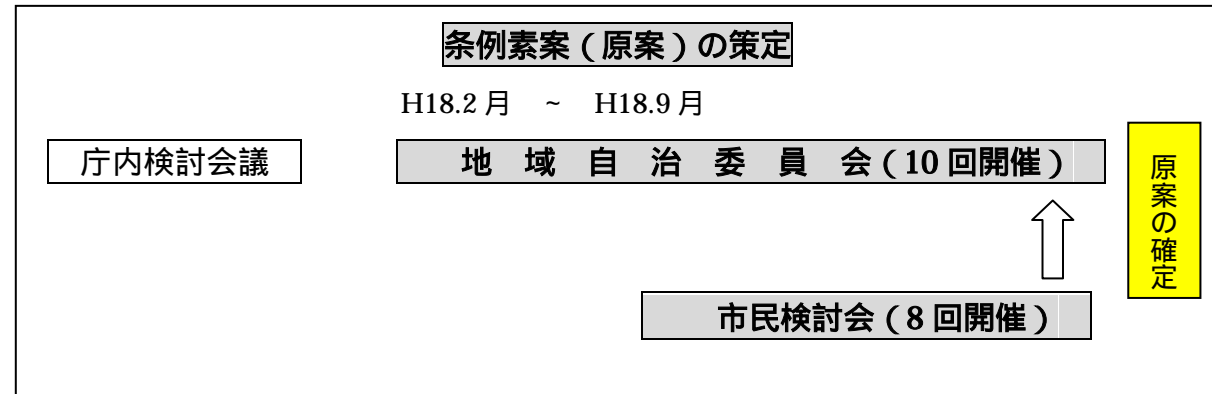 条例素案(原案)の策定
H18.2月 ~ H18.9月
庁内検討会議
地域自治委員会(10回開催)
原案の確定
市民検討会(8回開催)